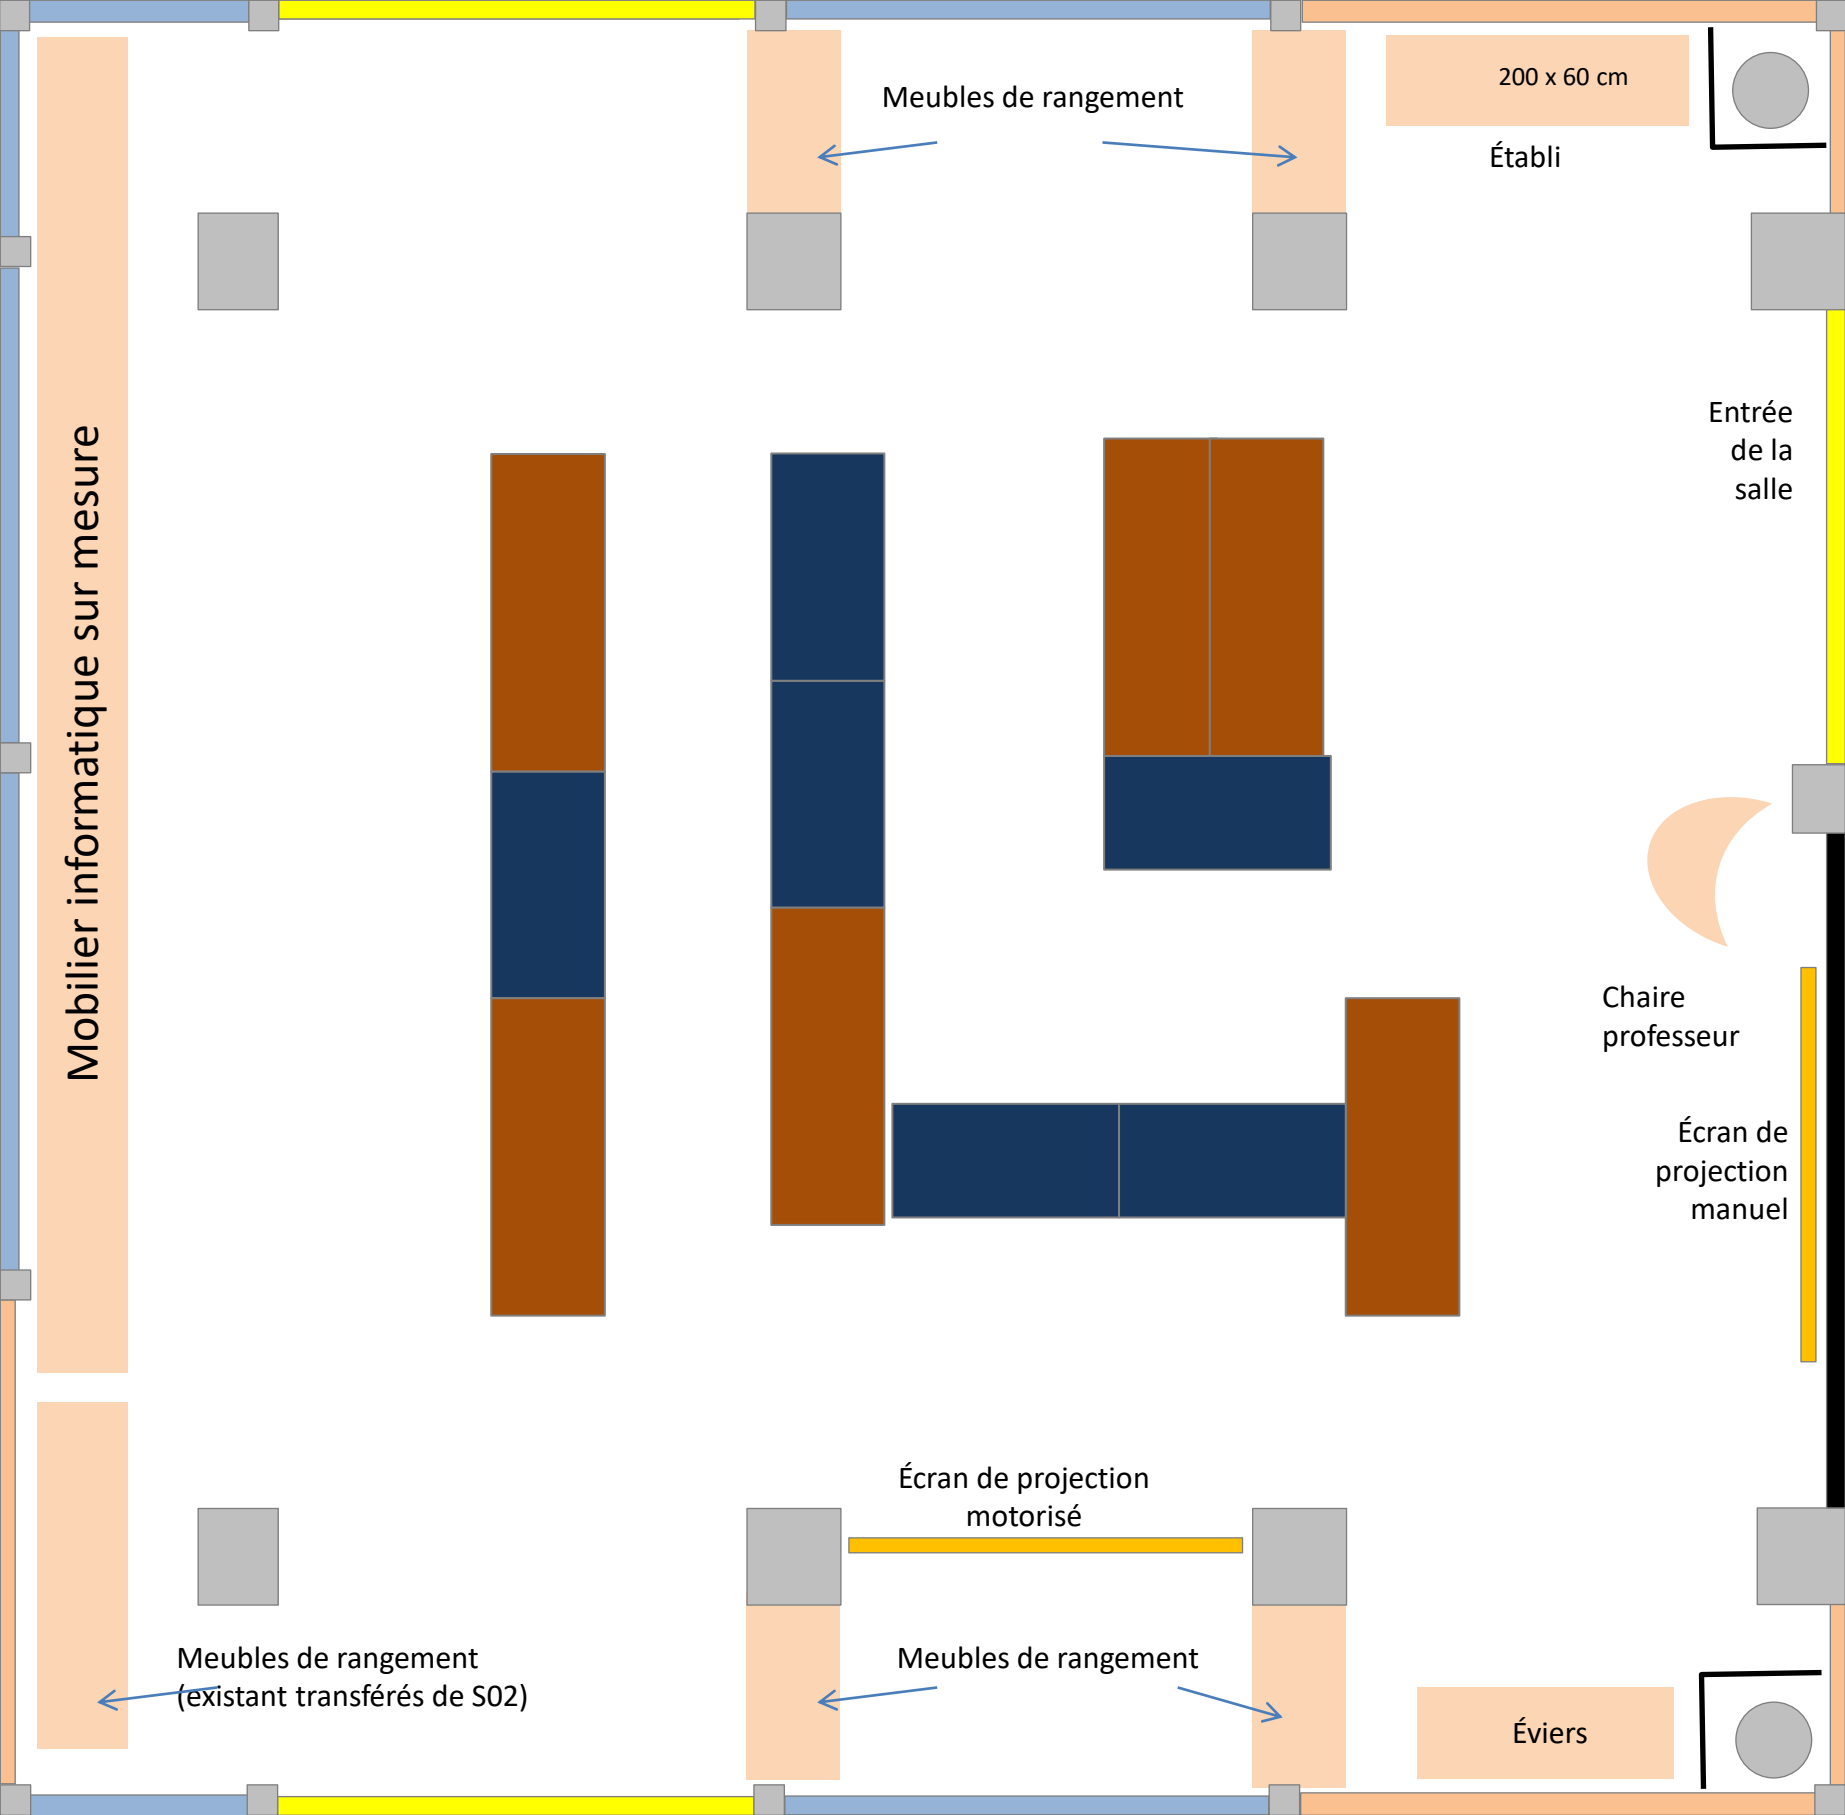 Meubles de rangement
200 x 60 cm
Établi
Entrée
de la
salle
Mobilier informatique sur mesure
Chaire
professeur
Écran de
projection
manuel
Écran de projection
motorisé
Meubles de rangement
(existant transférés de S02)
Meubles de rangement
Éviers